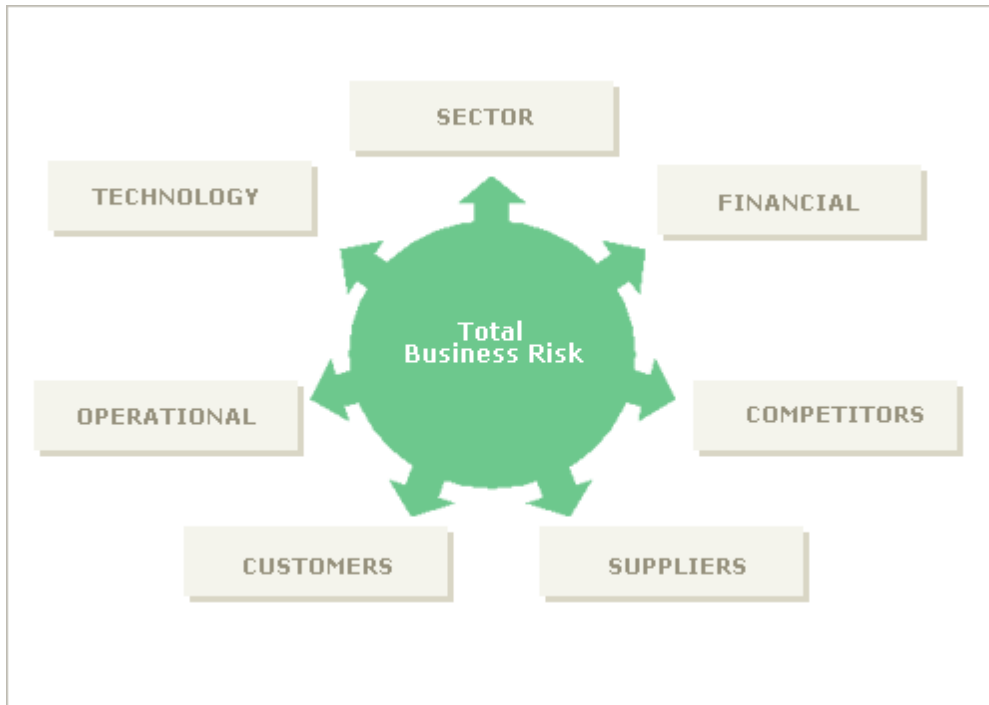 SECTOR
TECHNOLOGY
FINANCIAL
Total
Business Risk
OPERATIONAL
COMPETITORS
CUSTOMERS
SUPPLIERS